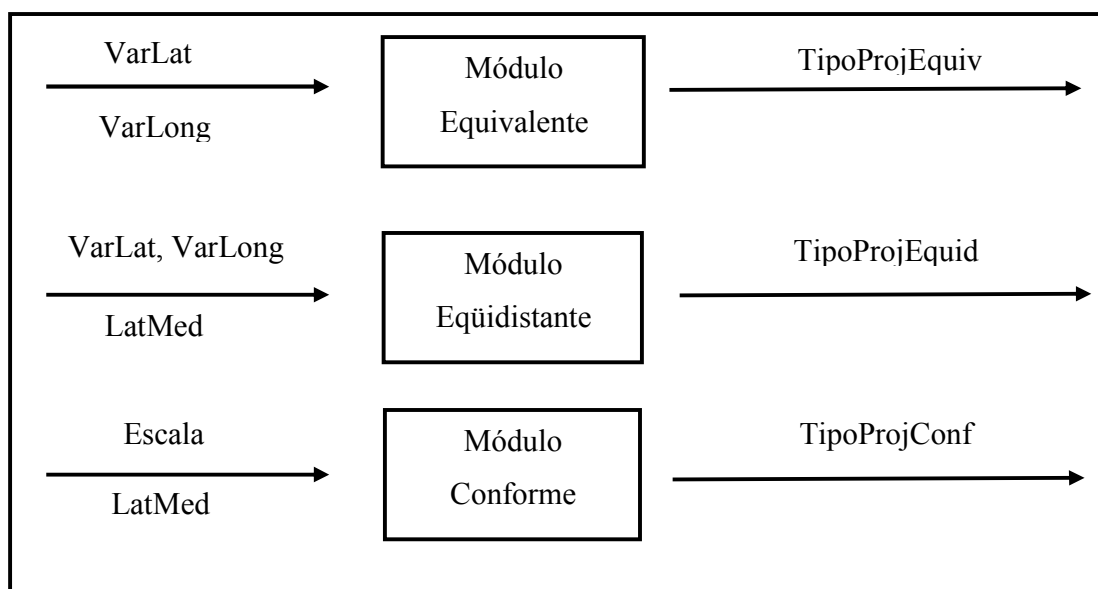 VarLat
VarLong
Módulo
Equivalente
TipoProjEquiv
VarLat, VarLong
LatMed
Módulo
Eqüidistante
TipoProjEquid
Escala
LatMed
Módulo
Conforme
TipoProjConf